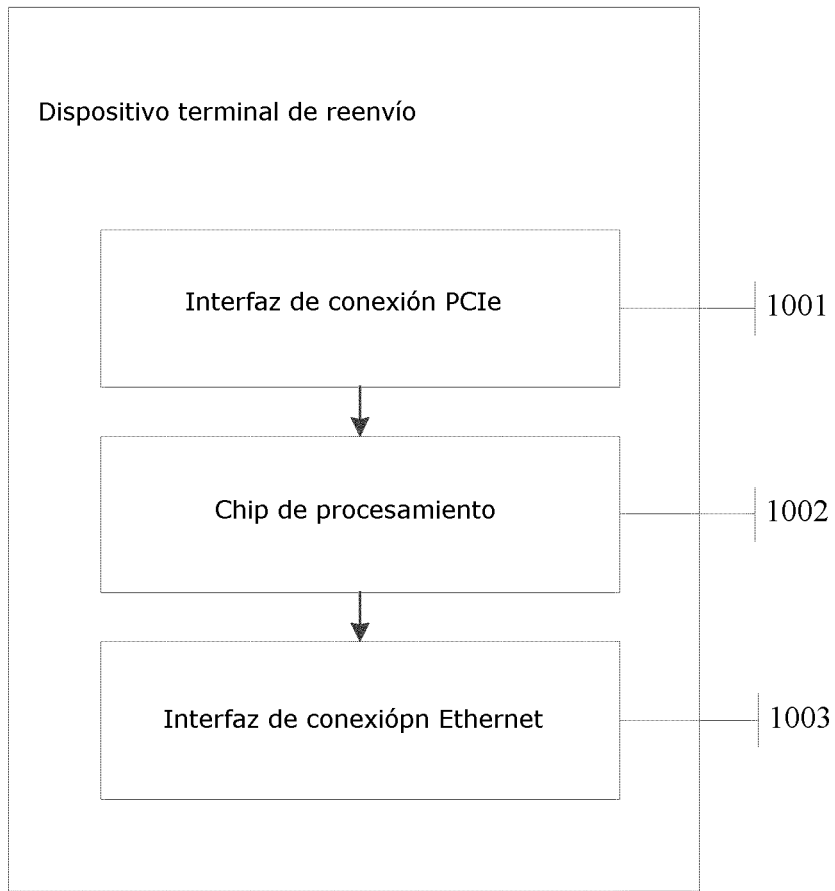 Dispositivo terminal de reenvío
Interfaz de conexión PCIe
1001
Chip de procesamiento
1002
Interfaz de conexiópn Ethernet
1003